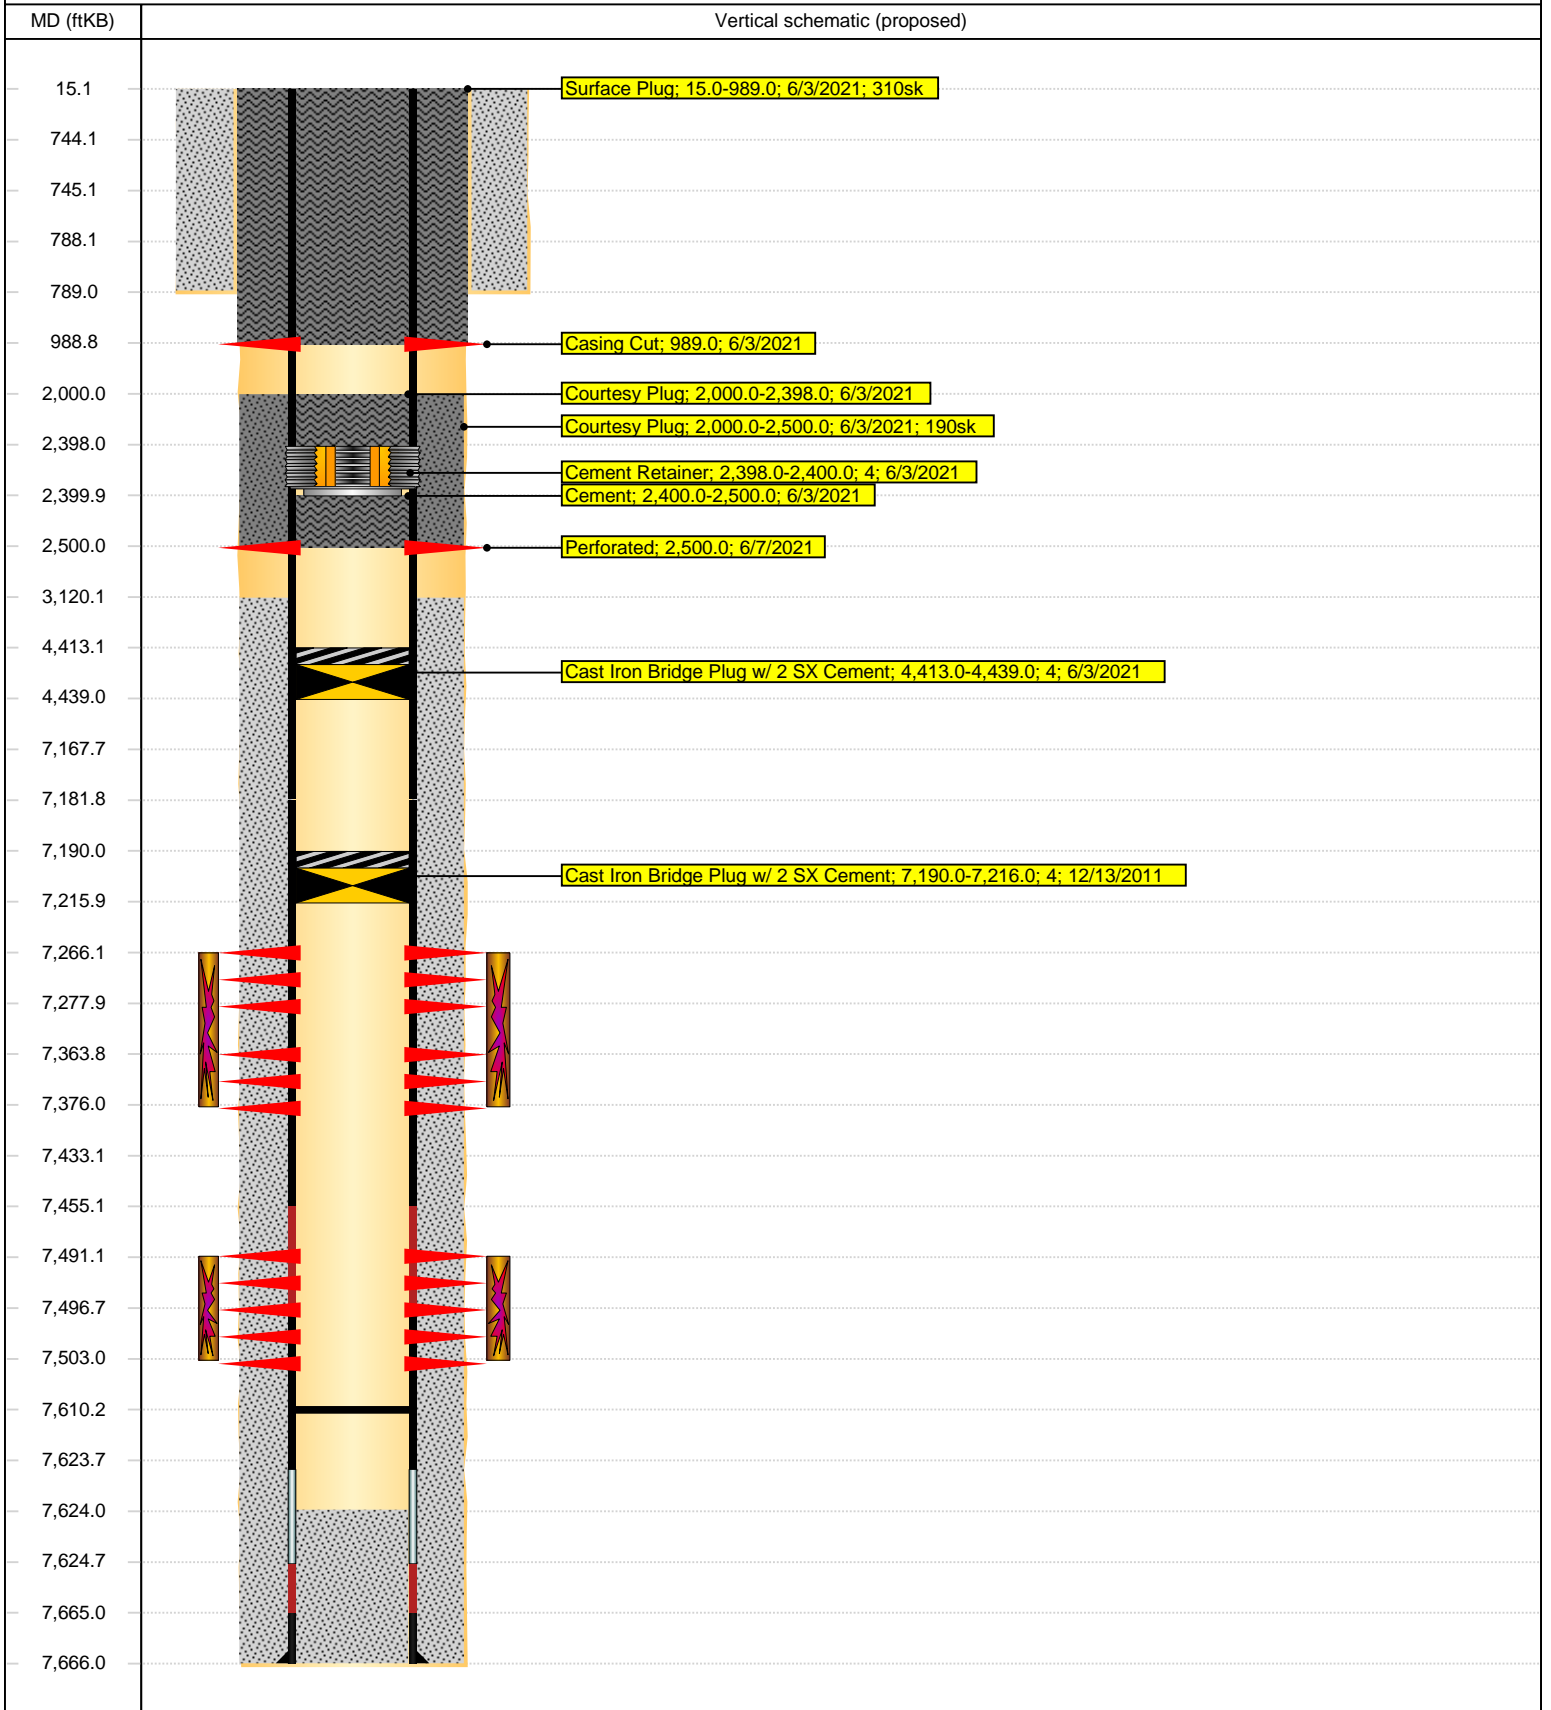 MD (ftKB)
Vertical schematic (proposed)
15.1
Surface Plug; 15.0-989.0; 6/3/2021; 310sk
744.1
745.1
788.1
789.0
988.8
Casing Cut; 989.0; 6/3/2021
2,000.0
Courtesy Plug; 2,000.0-2,398.0; 6/3/2021
Courtesy Plug; 2,000.0-2,500.0; 6/3/2021; 190sk
2,398.0
Cement Retainer; 2,398.0-2,400.0; 4; 6/3/2021
2,399.9
Cement; 2,400.0-2,500.0; 6/3/2021
2,500.0
Perforated; 2,500.0; 6/7/2021
3,120.1
4,413.1
Cast Iron Bridge Plug w/ 2 SX Cement; 4,413.0-4,439.0; 4; 6/3/2021
4,439.0
7,167.7
7,181.8
7,190.0
Cast Iron Bridge Plug w/ 2 SX Cement; 7,190.0-7,216.0; 4; 12/13/2011
7,215.9
7,266.1
7,277.9
7,363.8
7,376.0
7,433.1
7,455.1
7,491.1
7,496.7
7,503.0
7,610.2
7,623.7
7,624.0
7,624.7
7,665.0
7,666.0